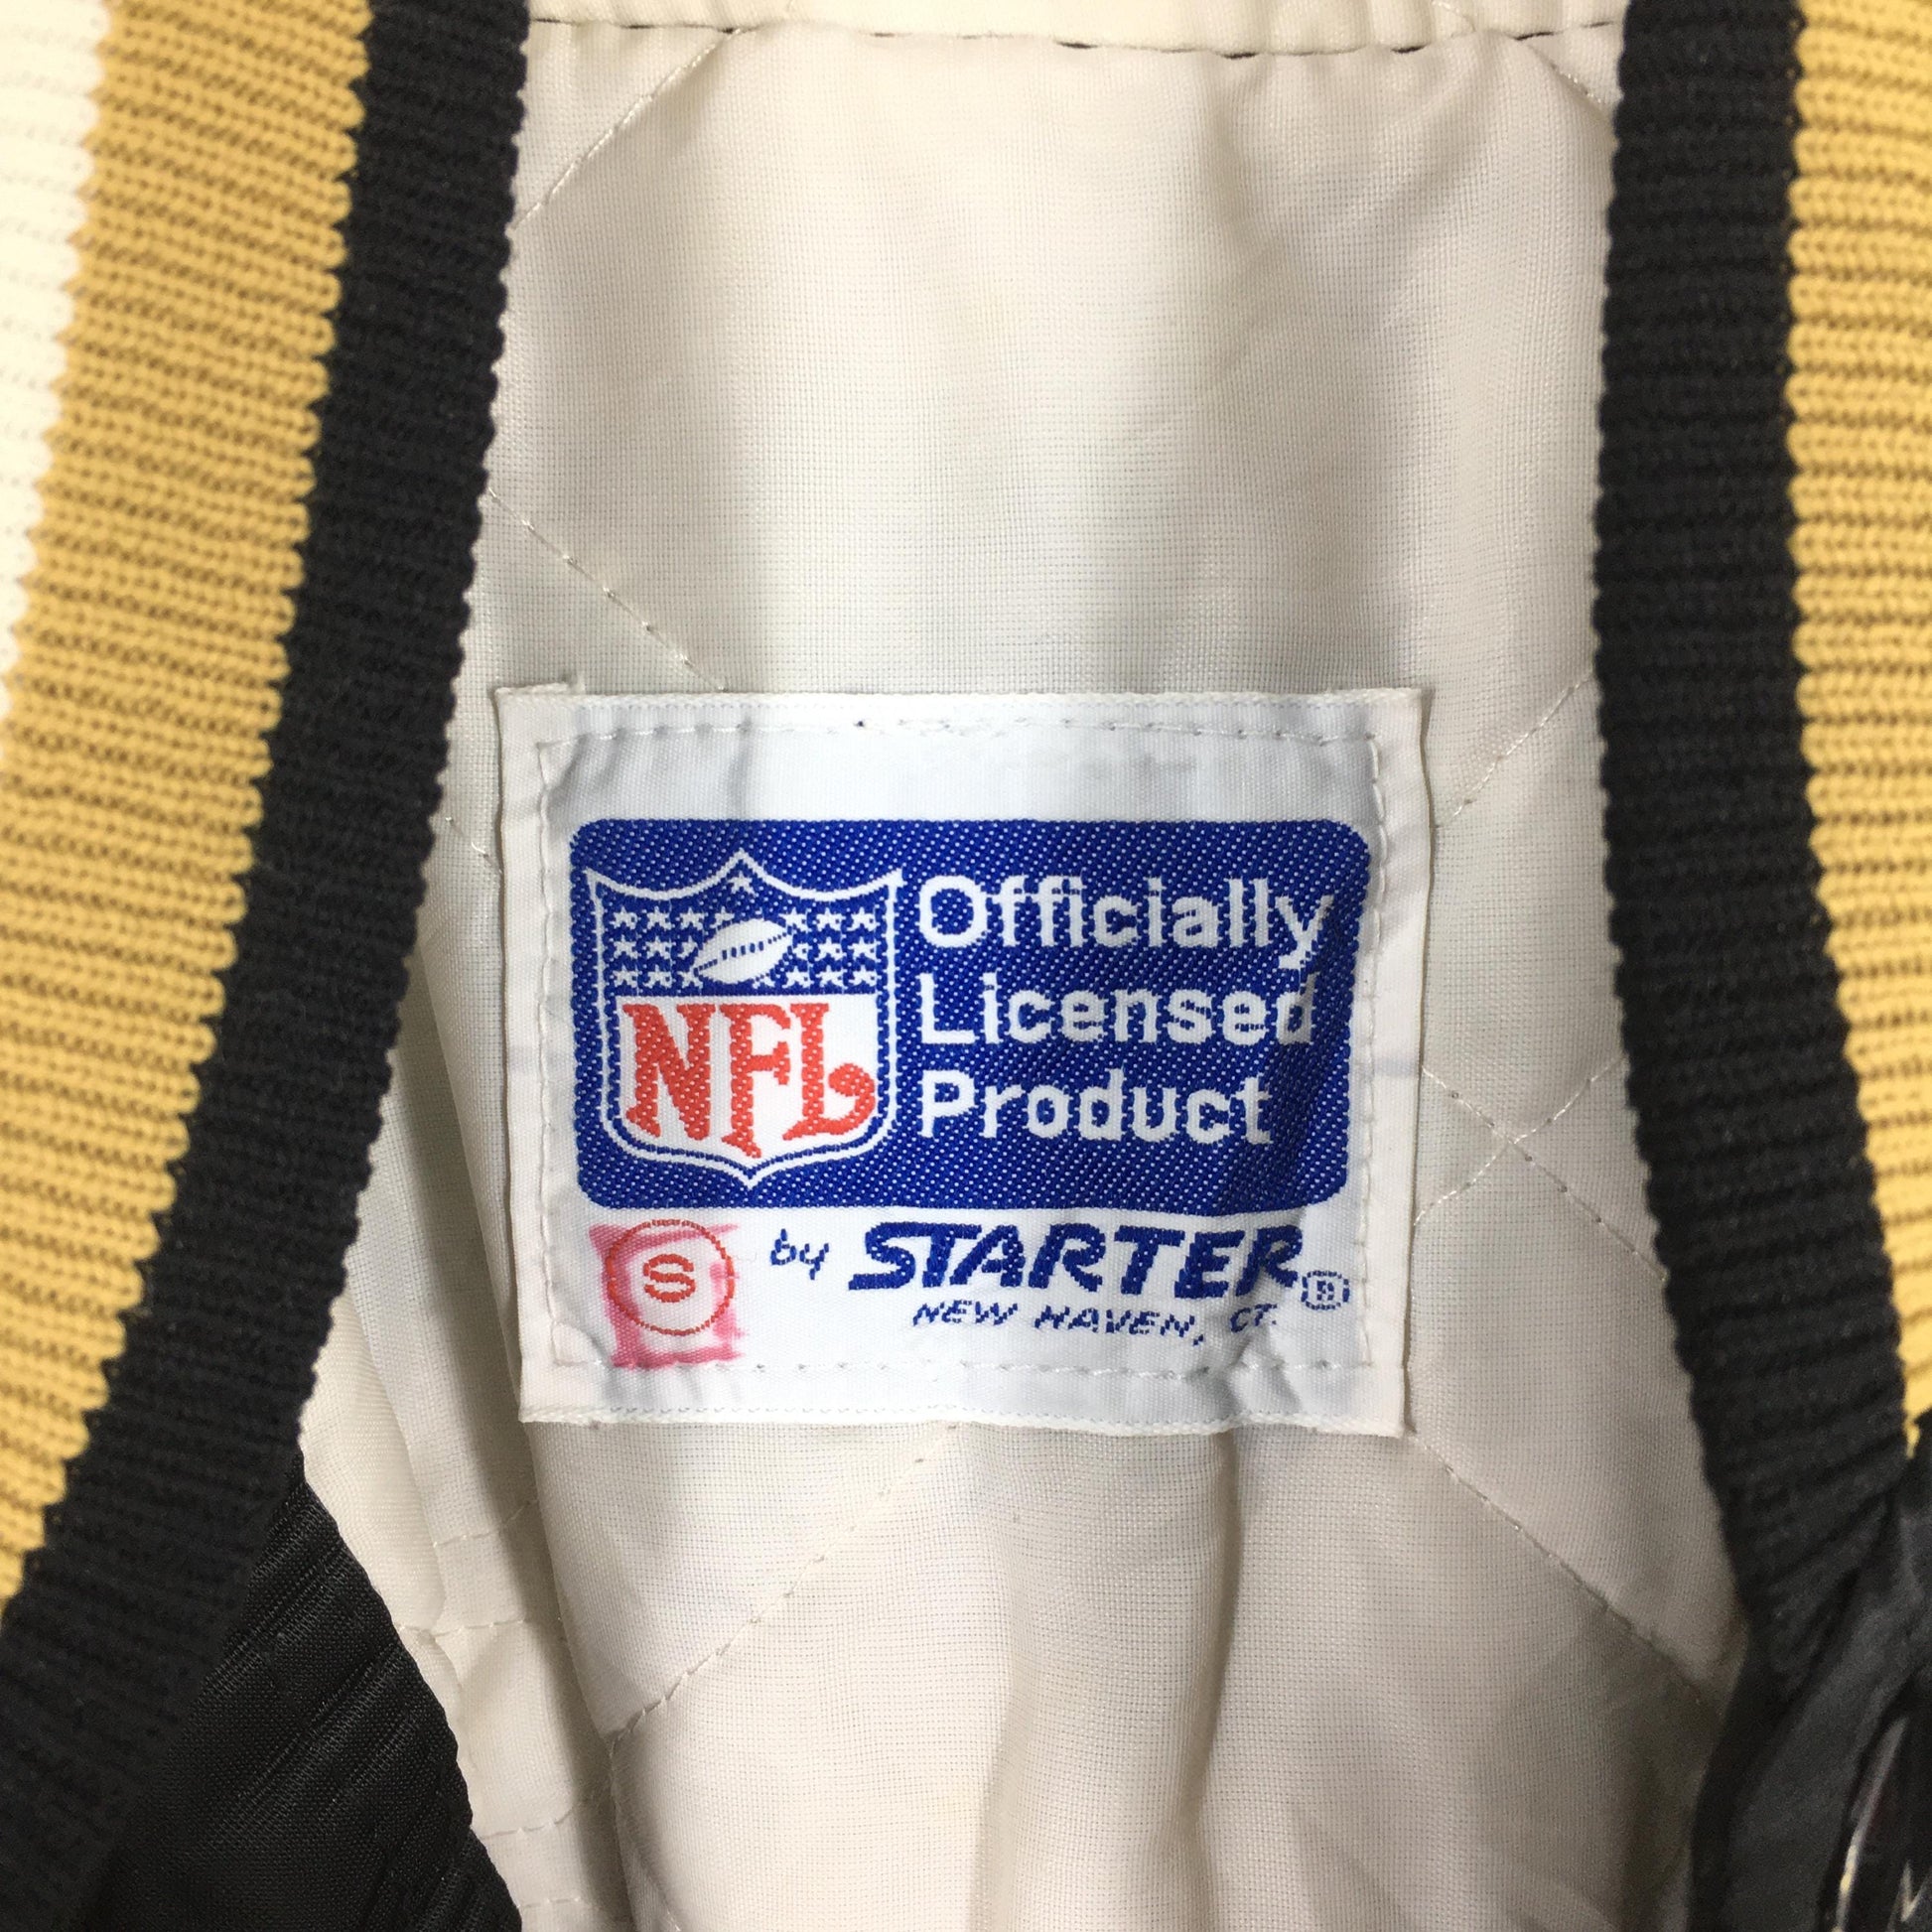 NFL
Officially
Licensed
Product
S
by STARTER®
NEW HAVEN, CT.